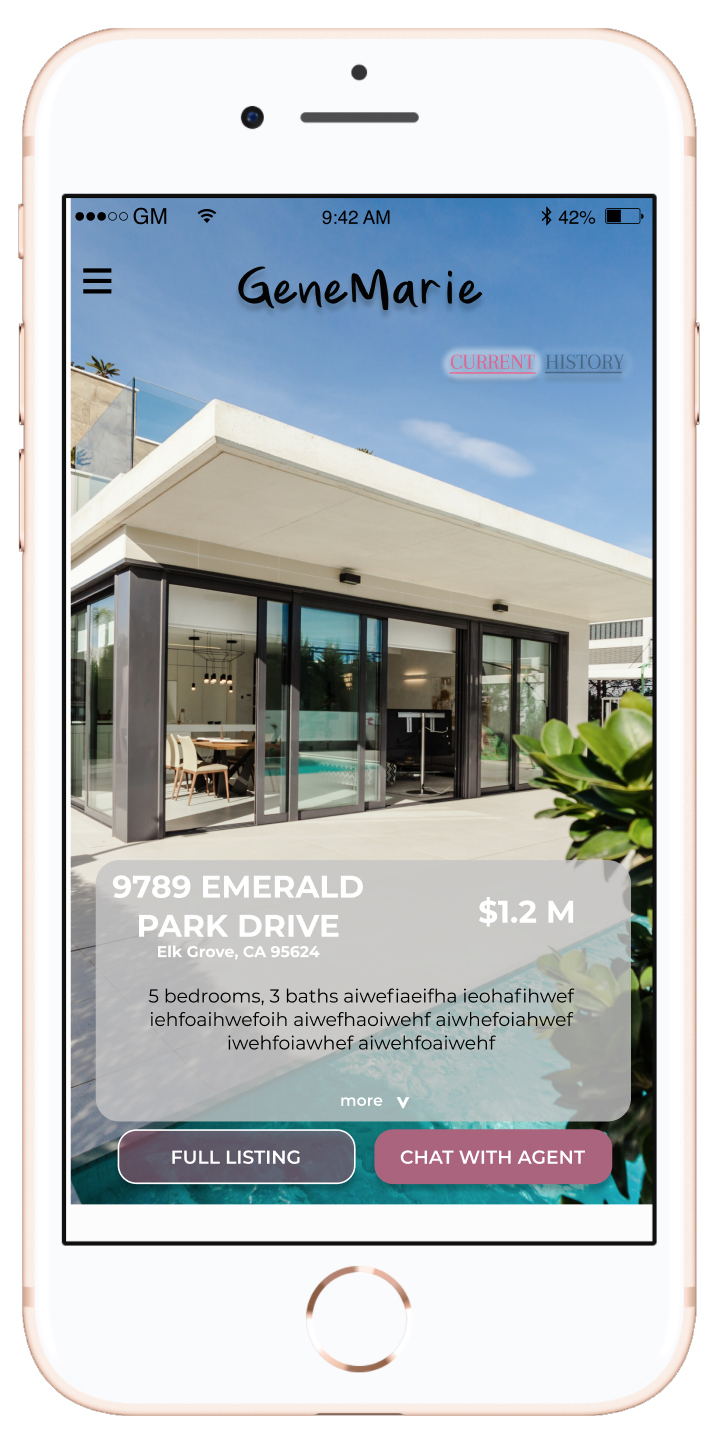 GM 9:42 AM 42%
GeneMarie
CURRENT HISTORY
9789 EMERALD
PARK DRIVE
$1.2 M
Elk Grove, CA 95624
5 bedrooms, 3 baths aiwefiaeifha ieohafihwef
iehfoaihwefoih aiwefhaoiwehf aiwhefoiahwef
iwehfoiawhef aiwehfoaiwehf
more
FULL LISTING CHAT WITH AGENT